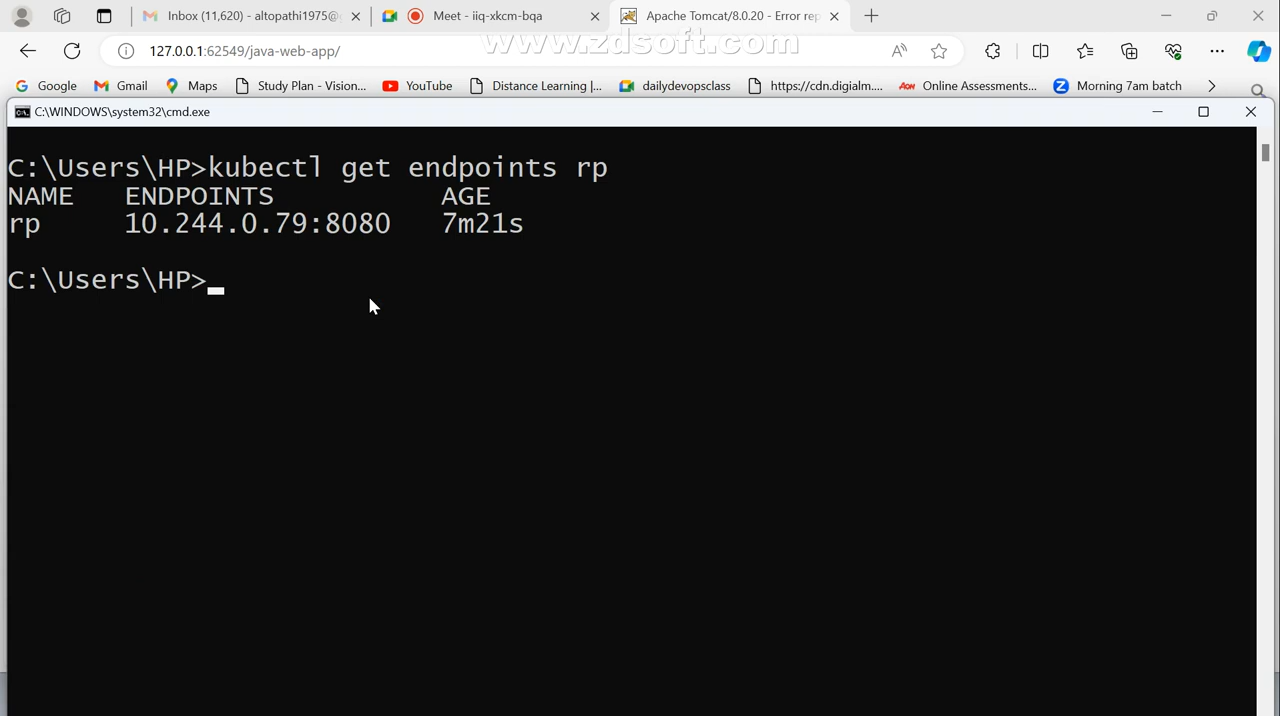 Inbox (11,620) - altopathi1975@g
Meet - iiq-xkcm-bqa
Apache Tomcat/8.0.20 - Error rep
127.0.0.1:62549/java-web-app/
www.zdsoft.com
Google
Gmail
Maps
Study Plan - Vision...
YouTube
Distance Learning |...
dailydevopsclass
https://cdn.digialm....
AON Online Assessments...
Morning 7am batch
C:\WINDOWS\system32\cmd.exe
C:\Users\HP>kubectl get endpoints rp
NAME ENDPOINTS AGE
rp 10.244.0.79:8080 7m21s
C:\Users\HP>